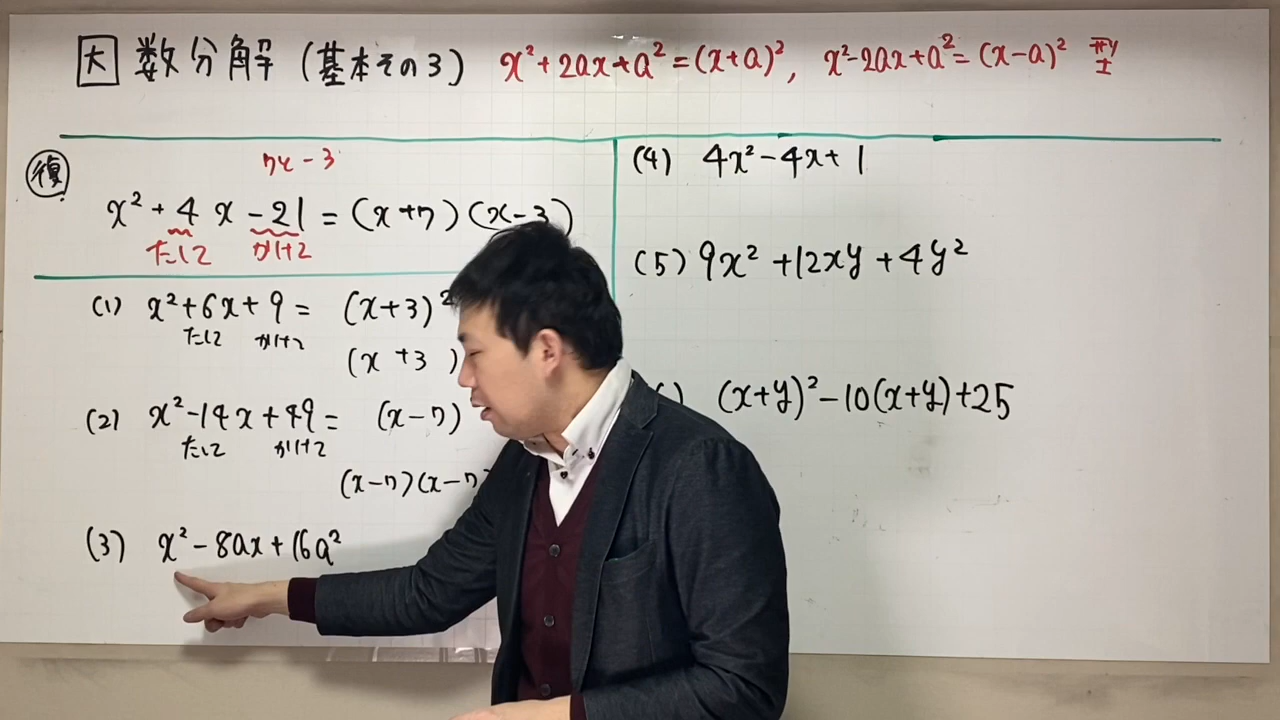 因数分解(基本その3) x²+2ax+a²=(x+a)², x²-2ax+a²=(x-a)² 型
復
7と-3
x²+4x-21=(x+7)(x-3)
たして かけて
(1) x²+6x+9= (x+3)²
たして かけて
(x+3)
(2) x²-14x+49= (x-7)
たして かけて
(x-7)(x-7)
(3) x²-8ax+16a²
(4) 4x²-4x+1
(5) 9x²+12xy+4y²
(x+y)²-10(x+y)+25